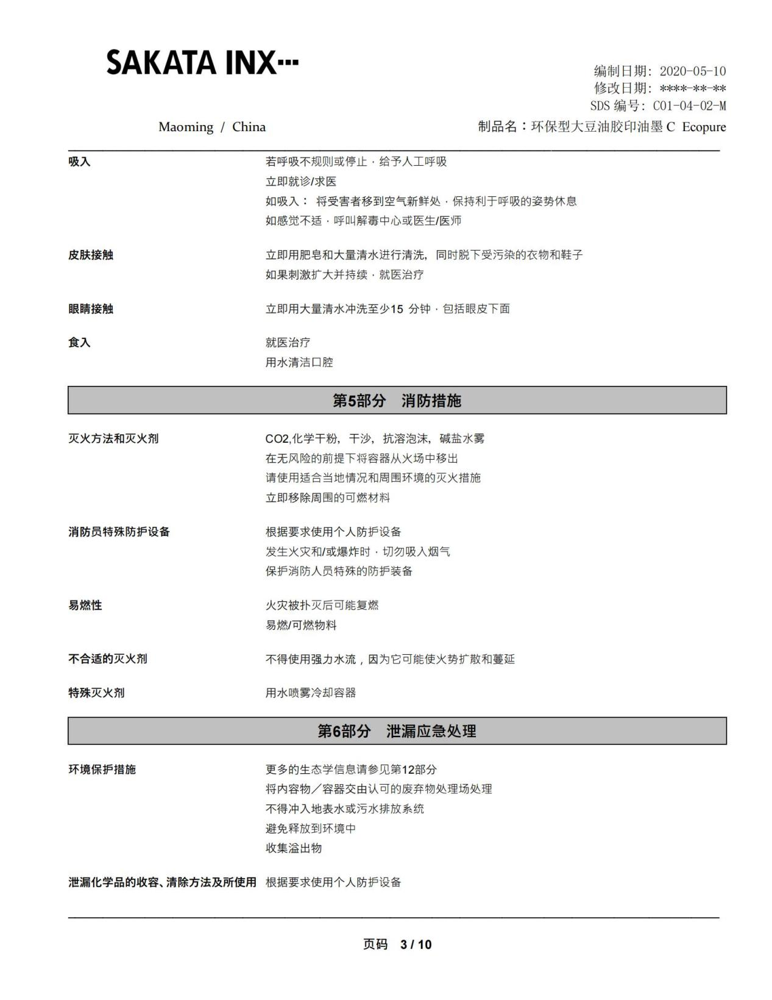 SAKATA INX
编制日期: 2020-05-10
修改日期: ****-**-**
SDS 编号: C01-04-02-M
Maoming / China
制品名：环保型大豆油胶印油墨 C Ecopure
吸入 若呼吸不规则或停止，给予人工呼吸
立即就诊/求医
如吸入： 将受害者移到空气新鲜处，保持利于呼吸的姿势休息
如感觉不适，呼叫解毒中心或医生/医师
皮肤接触 立即用肥皂和大量清水进行清洗, 同时脱下受污染的衣物和鞋子
如果刺激扩大并持续，就医治疗
眼睛接触 立即用大量清水冲洗至少15 分钟，包括眼皮下面
食入 就医治疗
用水清洁口腔
第5部分 消防措施
灭火方法和灭火剂 CO2,化学干粉, 干沙, 抗溶泡沫, 碱盐水雾
在无风险的前提下将容器从火场中移出
请使用适合当地情况和周围环境的灭火措施
立即移除周围的可燃材料
消防员特殊防护设备 根据要求使用个人防护设备
发生火灾和/或爆炸时，切勿吸入烟气
保护消防人员特殊的防护装备
易燃性 火灾被扑灭后可能复燃
易燃/可燃物料
不合适的灭火剂 不得使用强力水流，因为它可能使火势扩散和蔓延
特殊灭火剂 用水喷雾冷却容器
第6部分 泄漏应急处理
环境保护措施 更多的生态学信息请参见第12部分
将内容物／容器交由认可的废弃物处理场处理
不得冲入地表水或污水排放系统
避免释放到环境中
收集溢出物
泄漏化学品的收容、清除方法及所使用 根据要求使用个人防护设备
页码 3 / 10